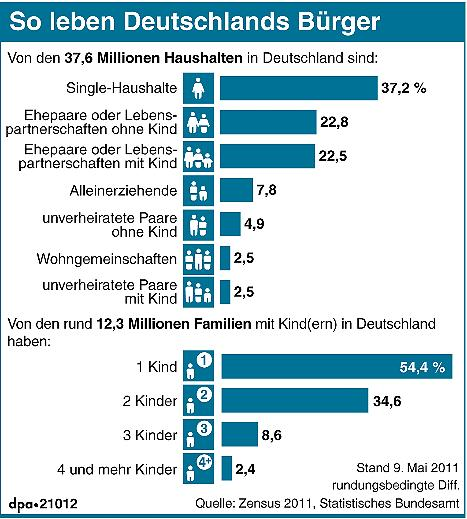 So leben Deutschlands Bürger
Von den 37,6 Millionen Haushalten in Deutschland sind:
Single-Haushalte 37,2 %
Ehepaare oder Lebens-
partnerschaften ohne Kind 22,8
Ehepaare oder Lebens-
partnerschaften mit Kind 22,5
Alleinerziehende 7,8
unverheiratete Paare
ohne Kind 4,9
Wohngemeinschaften 2,5
unverheiratete Paare
mit Kind 2,5
Von den rund 12,3 Millionen Familien mit Kind(ern) in Deutschland
haben:
1 Kind 1 54,4 %
2 Kinder 2 34,6
3 Kinder 3 8,6
4 und mehr Kinder 4+ 2,4
Stand 9. Mai 2011
rundungsbedingte Diff.
dpa•21012 Quelle: Zensus 2011, Statistisches Bundesamt